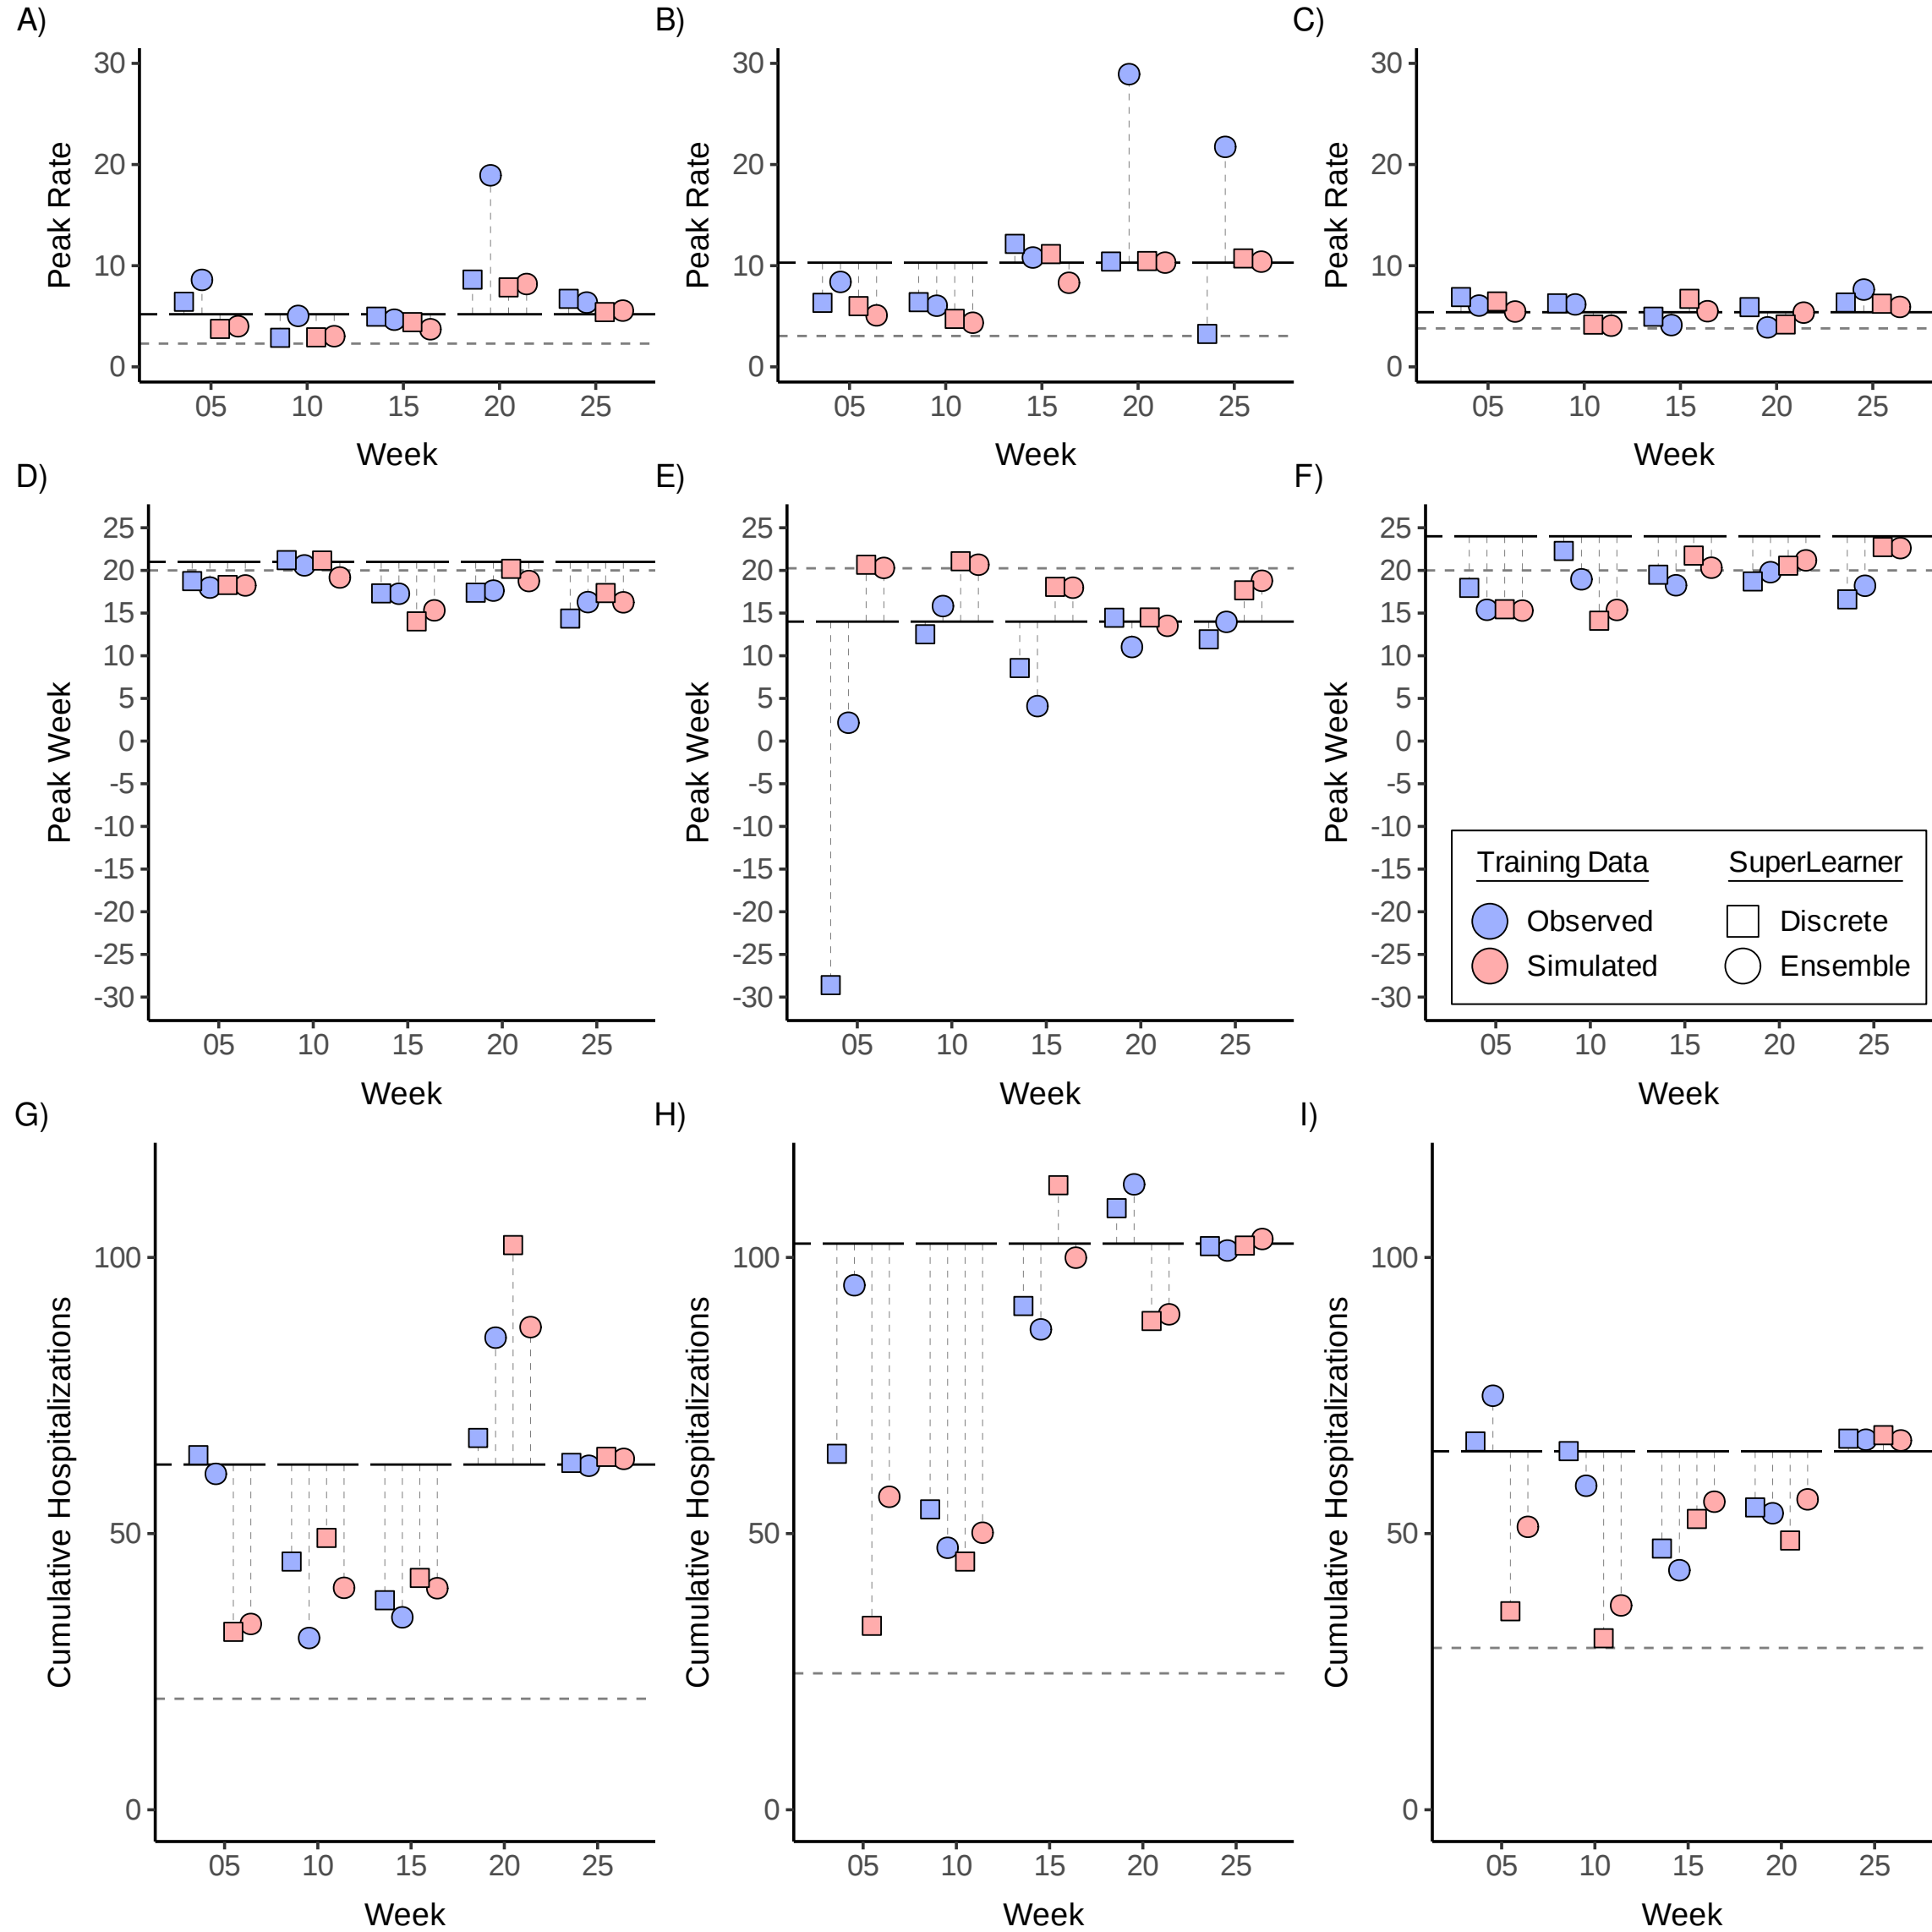 A)
B)
C)
30
20
10
0
Peak Rate
05 10 15 20 25
Week
30
20
10
0
Peak Rate
05 10 15 20 25
Week
30
20
10
0
Peak Rate
05 10 15 20 25
Week
D)
E)
F)
25
20
15
10
5
0
-5
-10
-15
-20
-25
-30
Peak Week
05 10 15 20 25
Week
25
20
15
10
5
0
-5
-10
-15
-20
-25
-30
Peak Week
05 10 15 20 25
Week
25
20
15
10
5
0
-5
-10
-15
-20
-25
-30
Peak Week
Training Data SuperLearner
Observed Discrete
Simulated Ensemble
05 10 15 20 25
Week
G)
H)
I)
100
50
0
Cumulative Hospitalizations
05 10 15 20 25
Week
100
50
0
Cumulative Hospitalizations
05 10 15 20 25
Week
100
50
0
Cumulative Hospitalizations
05 10 15 20 25
Week